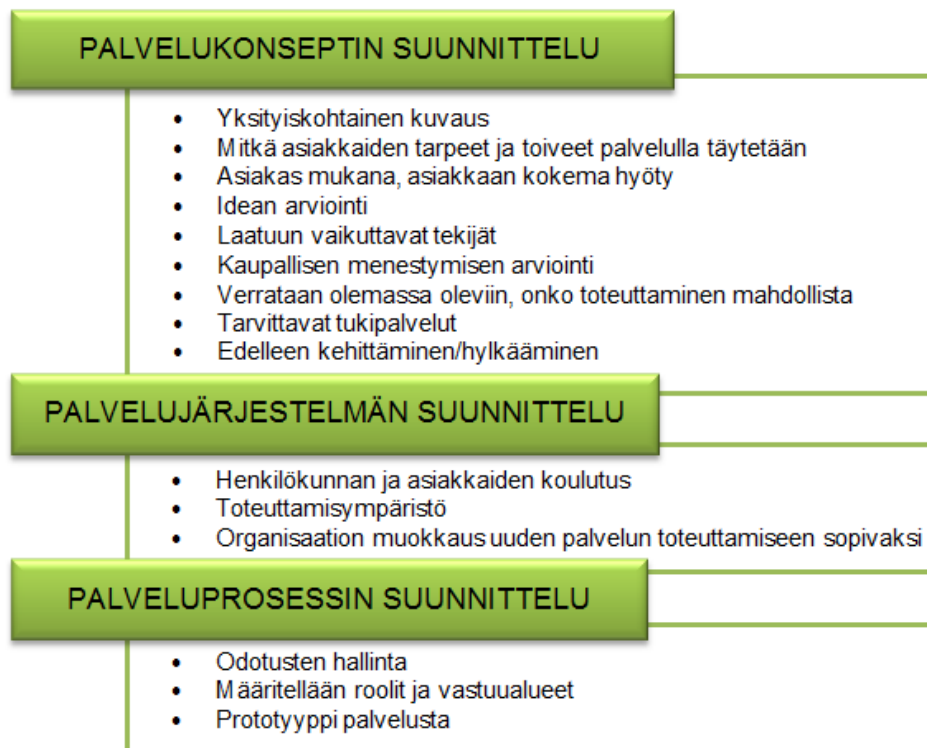 PALVELUKONSEPTIN SUUNNITTELU
• Yksityiskohtainen kuvaus
• Mitkä asiakkaiden tarpeet ja toiveet palvelulla täytetään
• Asiakas mukana, asiakkaan kokema hyöty
• Idean arviointi
• Laatuun vaikuttavat tekijät
• Kaupallisen menestymisen arviointi
• Verrataan olemassa oleviin, onko toteuttaminen mahdollista
• Tarvittavat tukipalvelut
• Edelleen kehittäminen/hylkääminen
PALVELUJÄRJESTELMÄN SUUNNITTELU
• Henkilökunnan ja asiakkaiden koulutus
• Toteuttamisympäristö
• Organisaation muokkaus uuden palvelun toteuttamiseen sopivaksi
PALVELUPROSESSIN SUUNNITTELU
• Odotusten hallinta
• Määritellään roolit ja vastuualueet
• Prototyyppi palvelusta